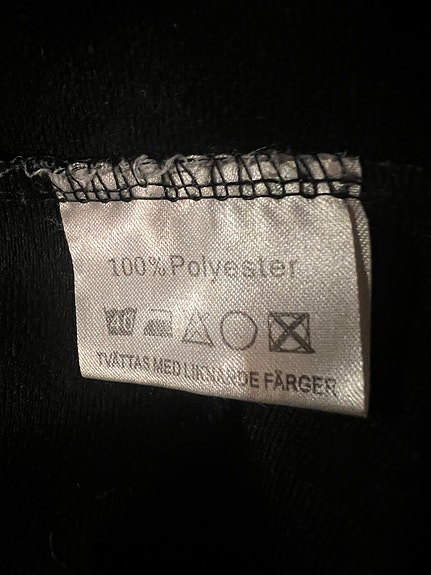 100% Polyester
TVÄTTAS MED LIKNANDE FÄRGER